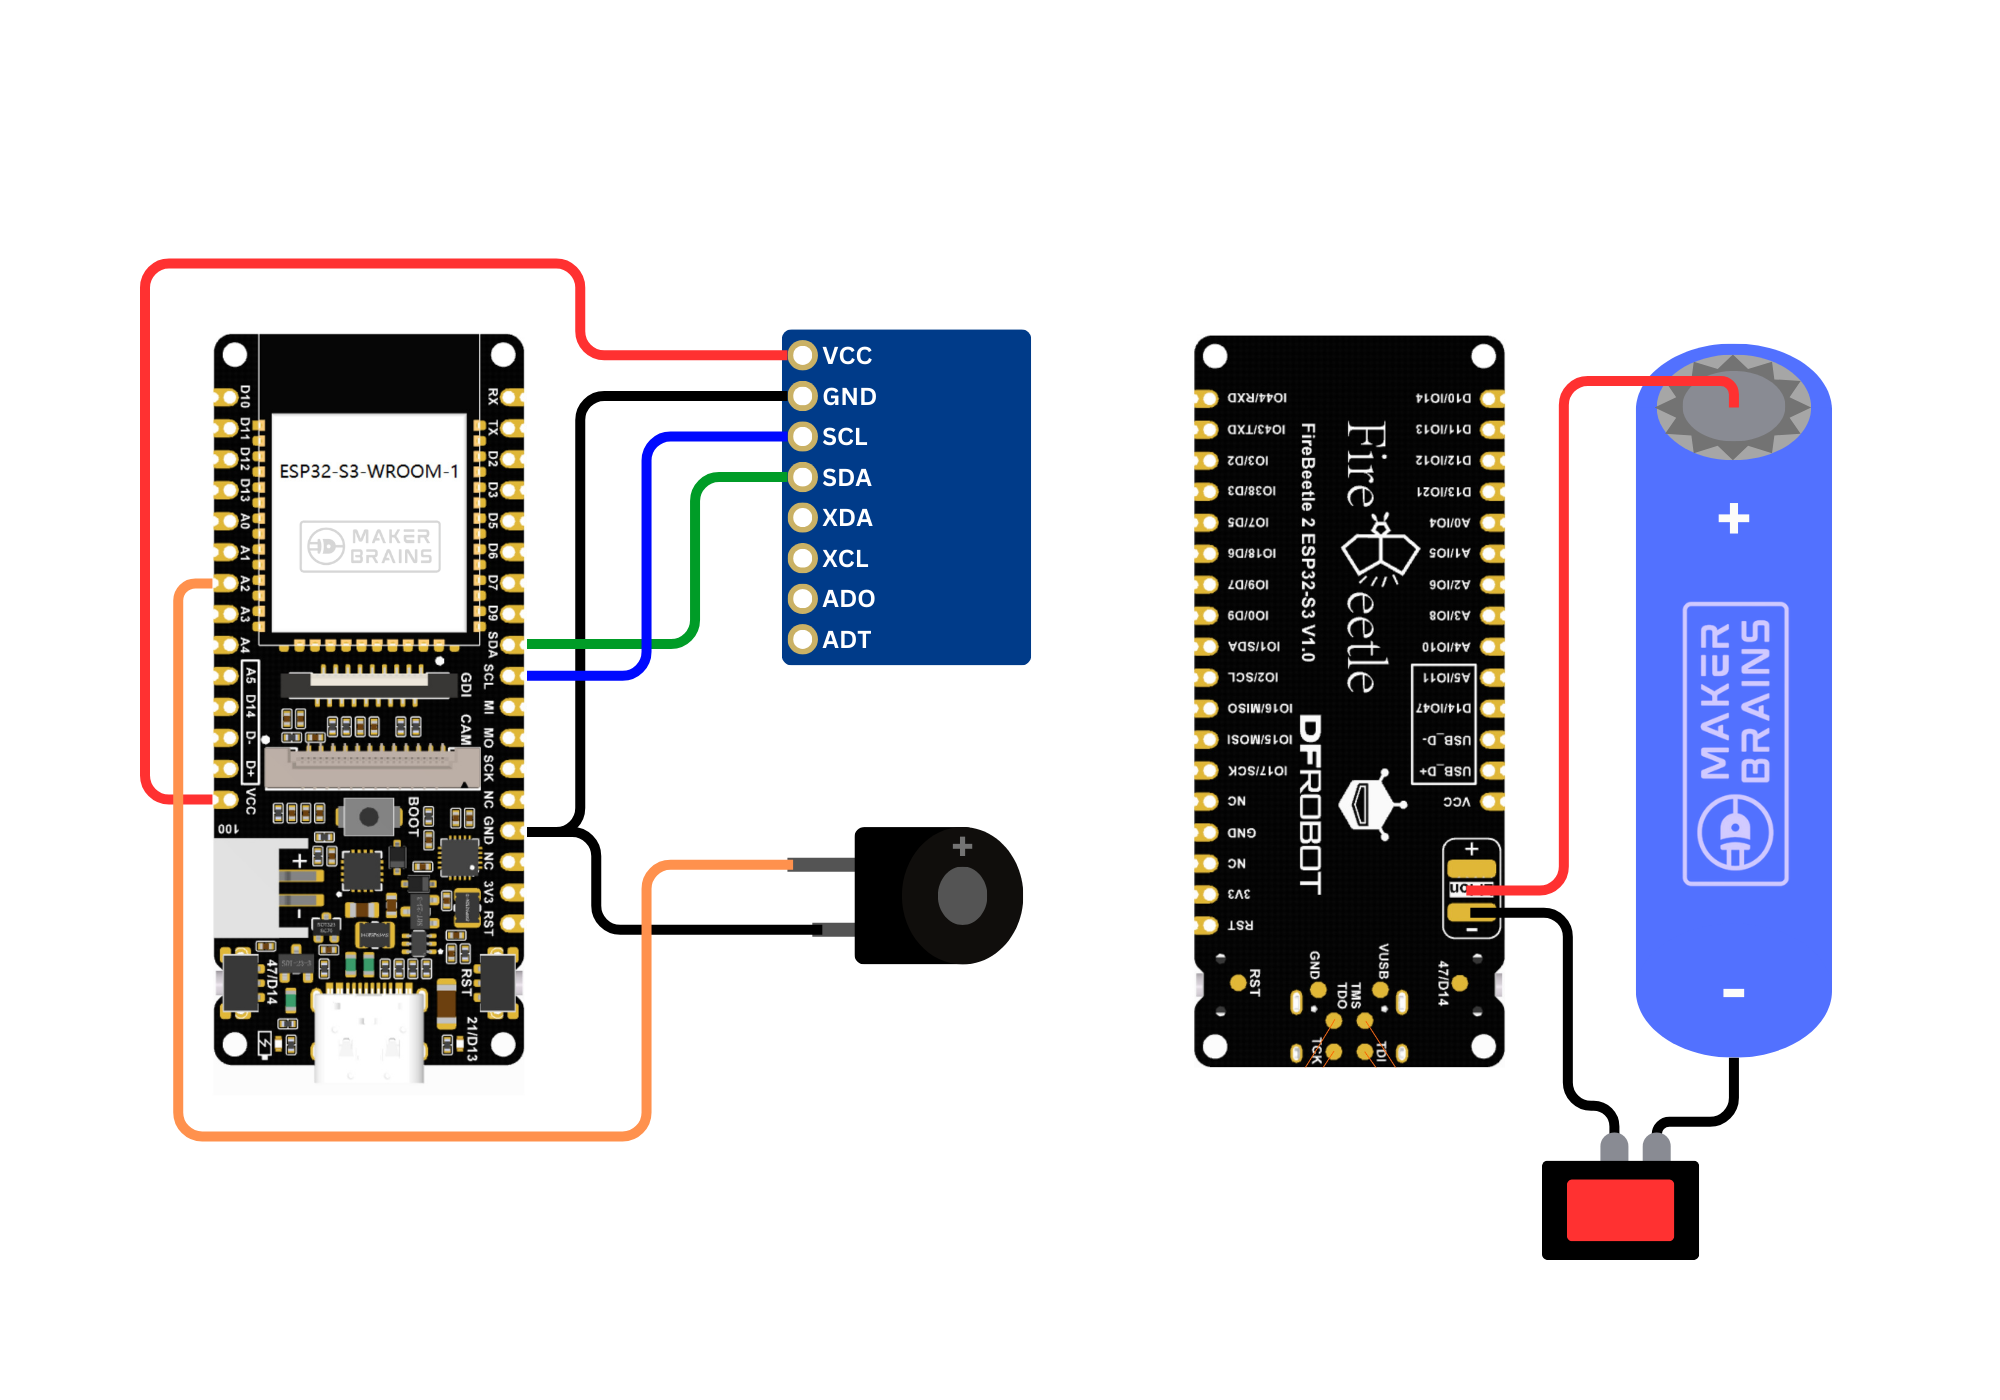 D10
D11
D12
D13
A0
A1
A2
A3
A4
A5
D14
D-
D+
VCC
100
ESP32-S3-WROOM-1
MAKER
BRAINS
RX
TX
D2
D3
D5
D6
D7
D9
SDA
SCL
MI
MO
SCK
NC
GND
NC
3V3
RST
GDI
CAM
BOOT
+
-
47/D14
RST
21/D13
VCC
GND
SCL
SDA
XDA
XCL
ADO
ADT
+
IO44/RXD
IO43/TXD
IO3/D2
IO38/D3
IO7/D5
IO18/D6
IO9/D7
IO0/D9
IO1/SDA
IO2/SCL
IO16/MISO
IO15/MOSI
IO17/SCK
NC
GND
NC
3V3
RST
FireBeetle 2 ESP32-S3 V1.0
Fire
eetle
DFROBOT
D10/IO14
D11/IO13
D12/IO12
D13/IO21
A0/IO4
A1/IO5
A2/IO6
A3/IO8
A4/IO10
A5/IO11
D14/IO47
USB_D-
USB_D+
VCC
+
-
RST
GND
TDO
TMS
VUSB
47/D14
TCK
TDI
+
MAKER
BRAINS
-